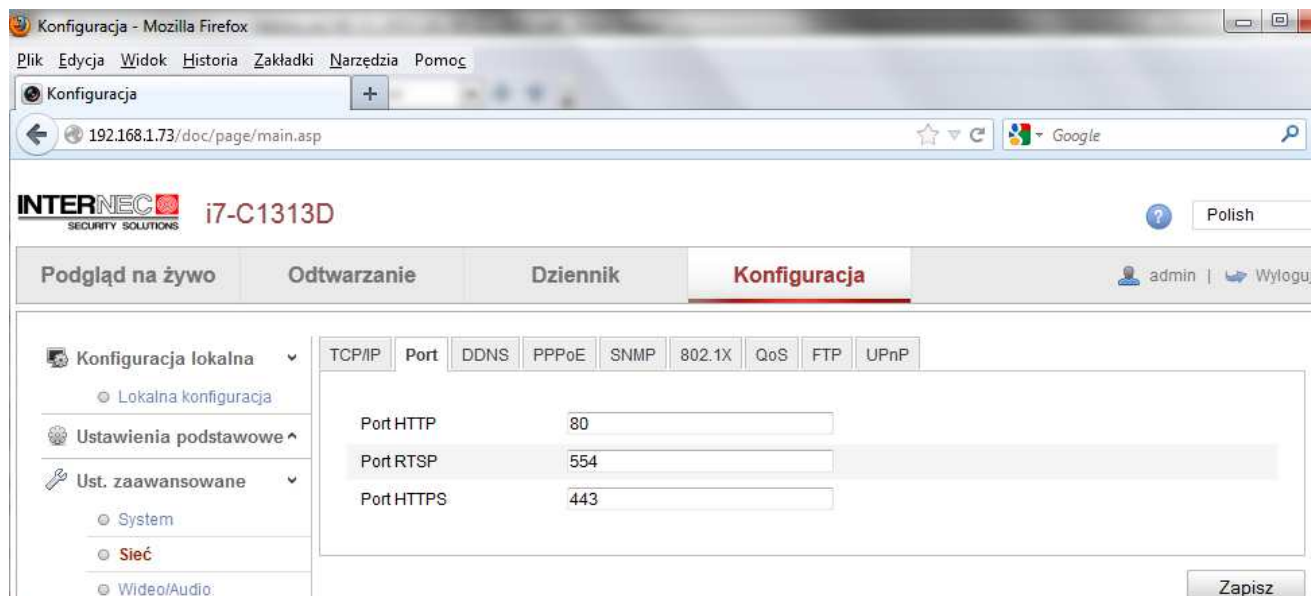 Konfiguracja - Mozilla Firefox
Plik Edycja Widok Historia Zakładki Narzędzia Pomoc
Konfiguracja
192.168.1.73/doc/page/main.asp
Google
INTERNEC
SECURITY SOLUTIONS
i7-C1313D
? Polish
Podgląd na żywo Odtwarzanie Dziennik Konfiguracja admin | Wyloguj
Konfiguracja lokalna
Lokalna konfiguracja
Ustawienia podstawowe
Ust. zaawansowane
System
Sieć
Wideo/Audio
TCP/IP Port DDNS PPPoE SNMP 802.1X QoS FTP UPnP
Port HTTP 80
Port RTSP 554
Port HTTPS 443
Zapisz